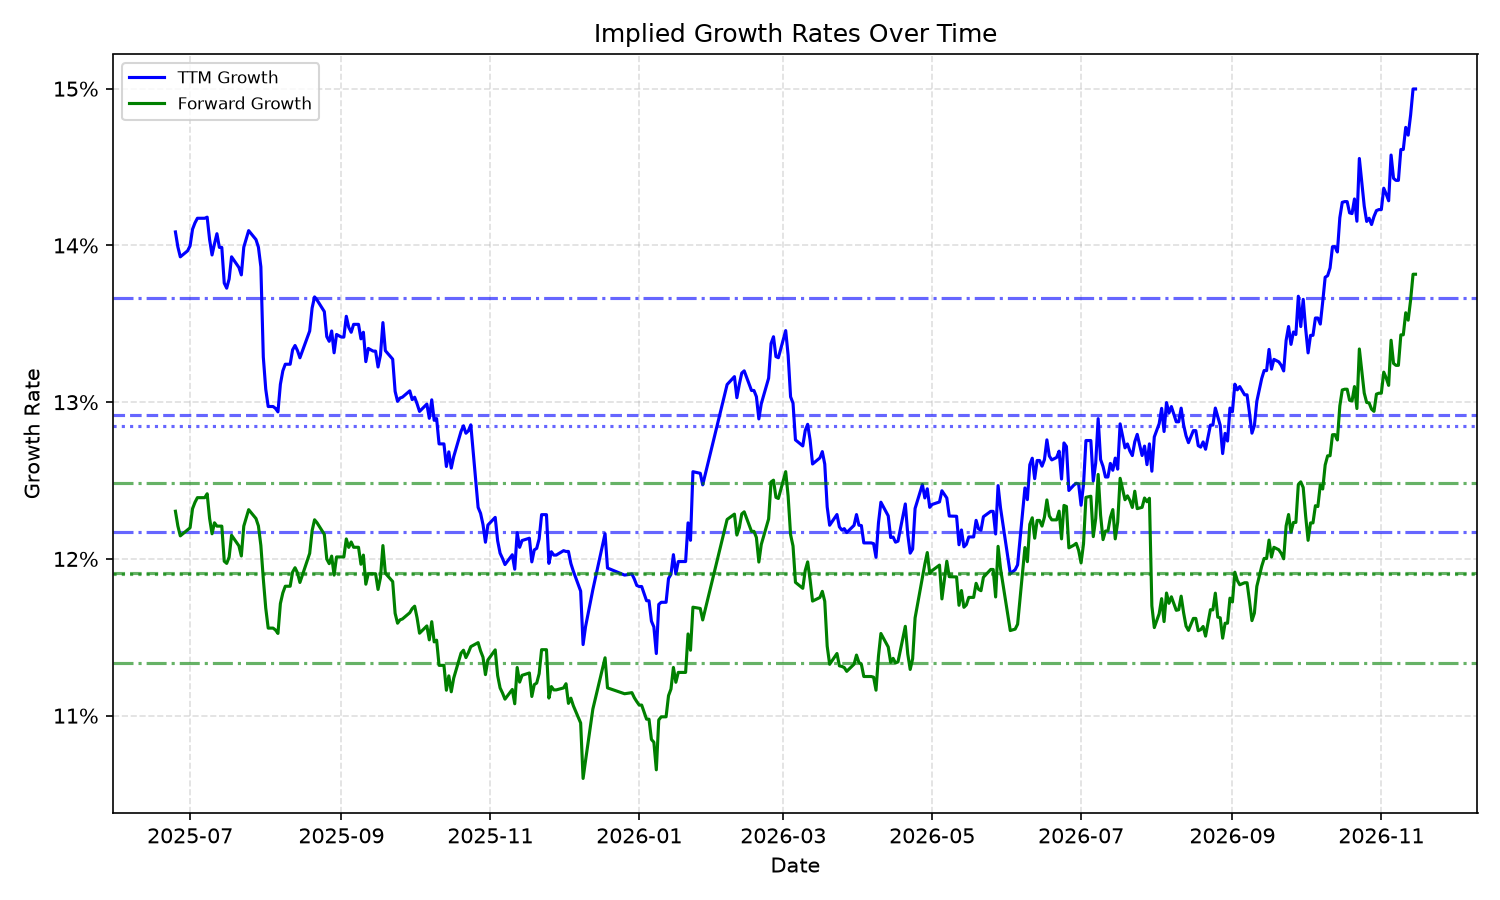 Implied Growth Rates Over Time
TTM Growth
Forward Growth
Growth Rate
15%
14%
13%
12%
11%
2025-07
2025-09
2025-11
2026-01
2026-03
2026-05
2026-07
2026-09
2026-11
Date